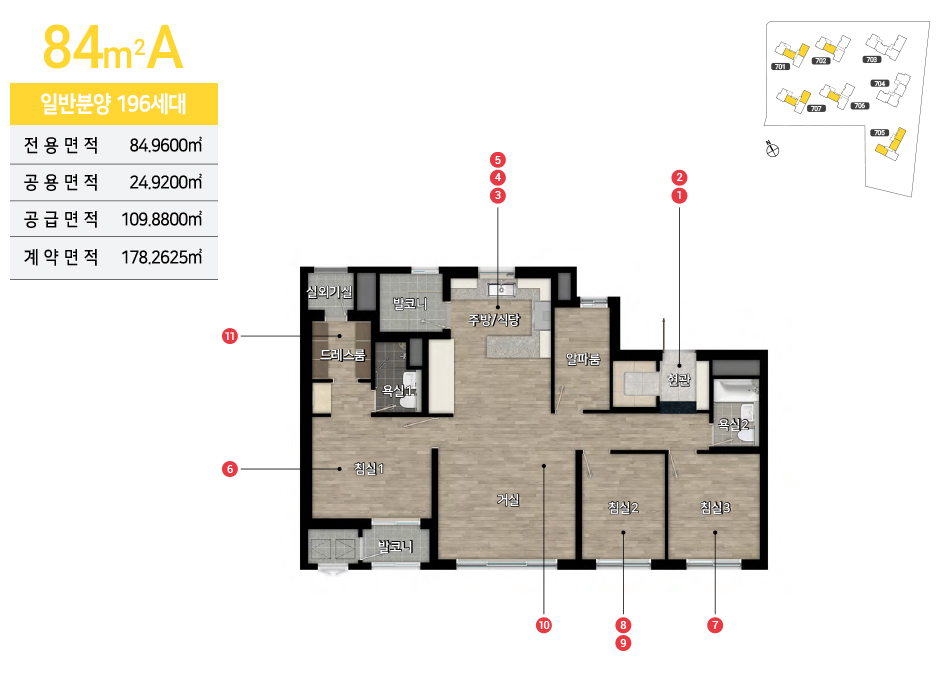 84m²A
일반분양 196세대
전용면적 84.9600㎡
공용면적 24.9200㎡
공급면적 109.8800㎡
계약면적 178.2625㎡
701
702
703
704
707
706
705
5
4
3
2
1
실외기실
발코니
주방/식당
11
드레스룸
욕실1
알파룸
현관
욕실2
6
침실1
거실
침실2
침실3
발코니
10
8
9
7